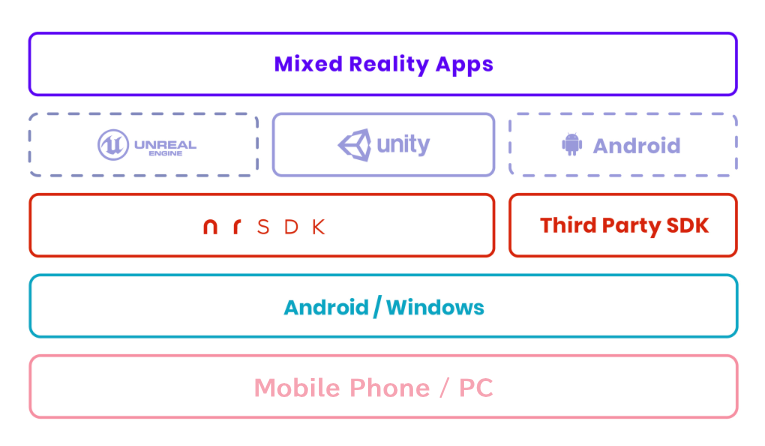 Mixed Reality Apps
UNREAL
ENGINE
unity
Android
nr SDK
Third Party SDK
Android / Windows
Mobile Phone / PC